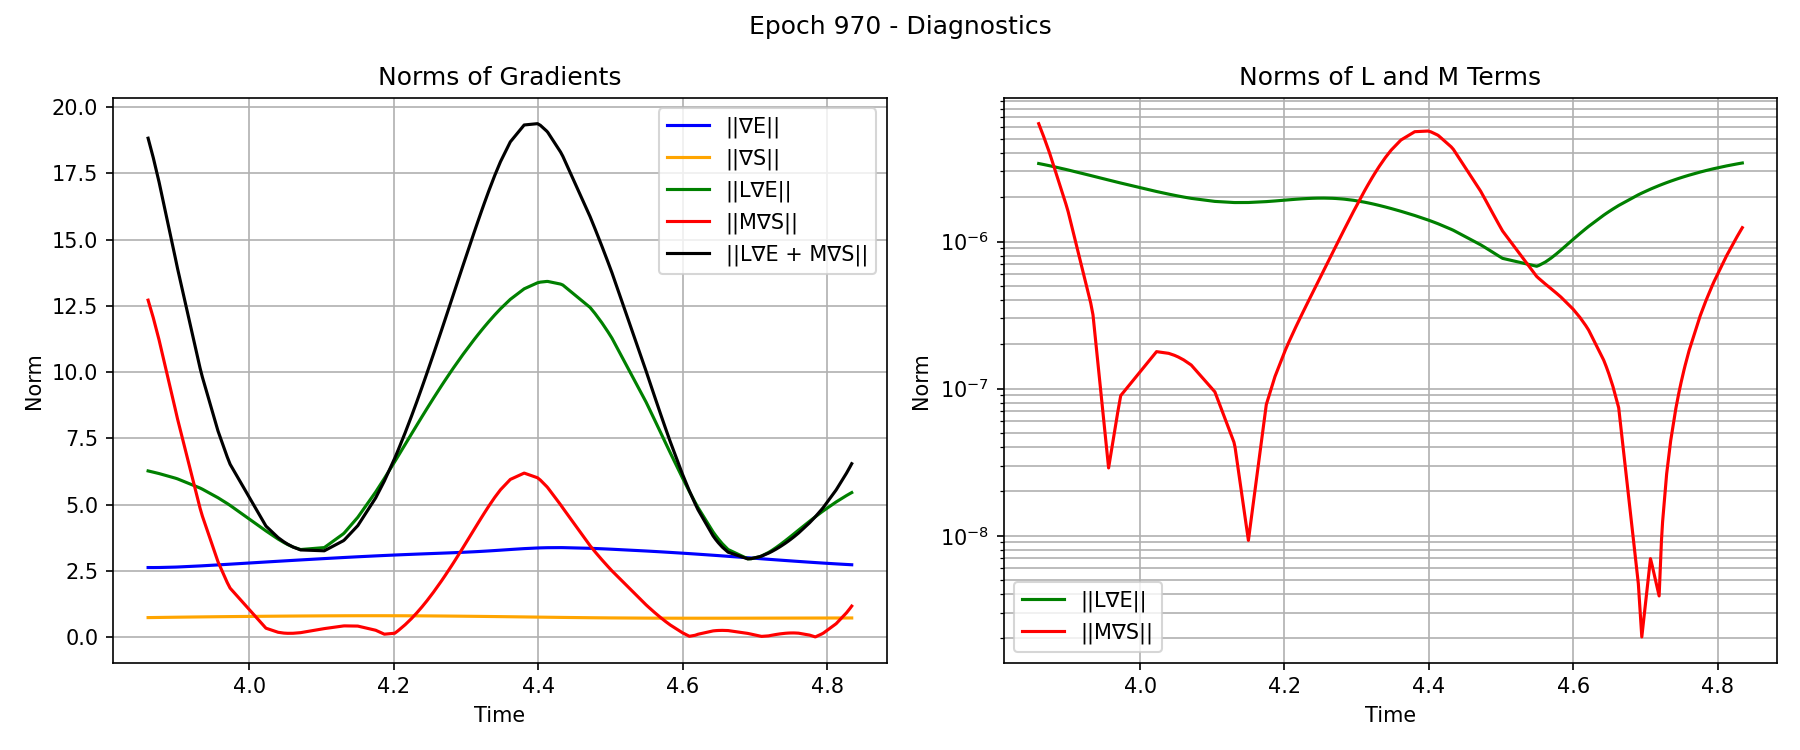 Epoch 970 - Diagnostics
Norms of Gradients
20.0
17.5
15.0
12.5
10.0
7.5
5.0
2.5
0.0
Norm
4.0 4.2 4.4 4.6 4.8
Time
||∇E||
||∇S||
||L∇E||
||M∇S||
||L∇E + M∇S||
Norms of L and M Terms
10⁻⁶
10⁻⁷
10⁻⁸
Norm
4.0 4.2 4.4 4.6 4.8
Time
||L∇E||
||M∇S||